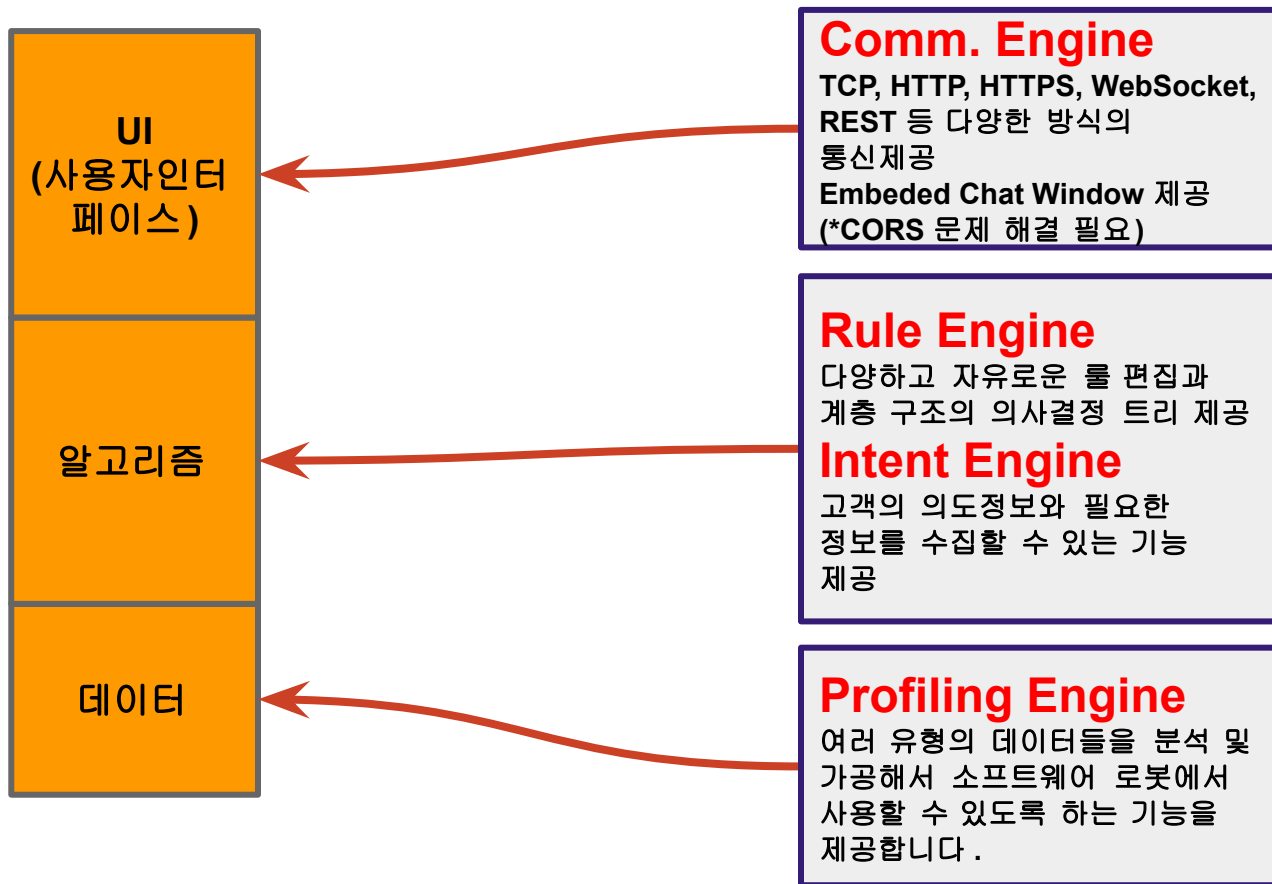 UI
(사용자인터
페이스)
알고리즘
데이터
Comm. Engine
TCP, HTTP, HTTPS, WebSocket,
REST 등 다양한 방식의
통신제공
Embeded Chat Window 제공
(*CORS 문제 해결 필요)
Rule Engine
다양하고 자유로운 룰 편집과
계층 구조의 의사결정 트리 제공
Intent Engine
고객의 의도정보와 필요한
정보를 수집할 수 있는 기능
제공
Profiling Engine
여러 유형의 데이터들을 분석 및
가공해서 소프트웨어 로봇에서
사용할 수 있도록 하는 기능을
제공합니다.